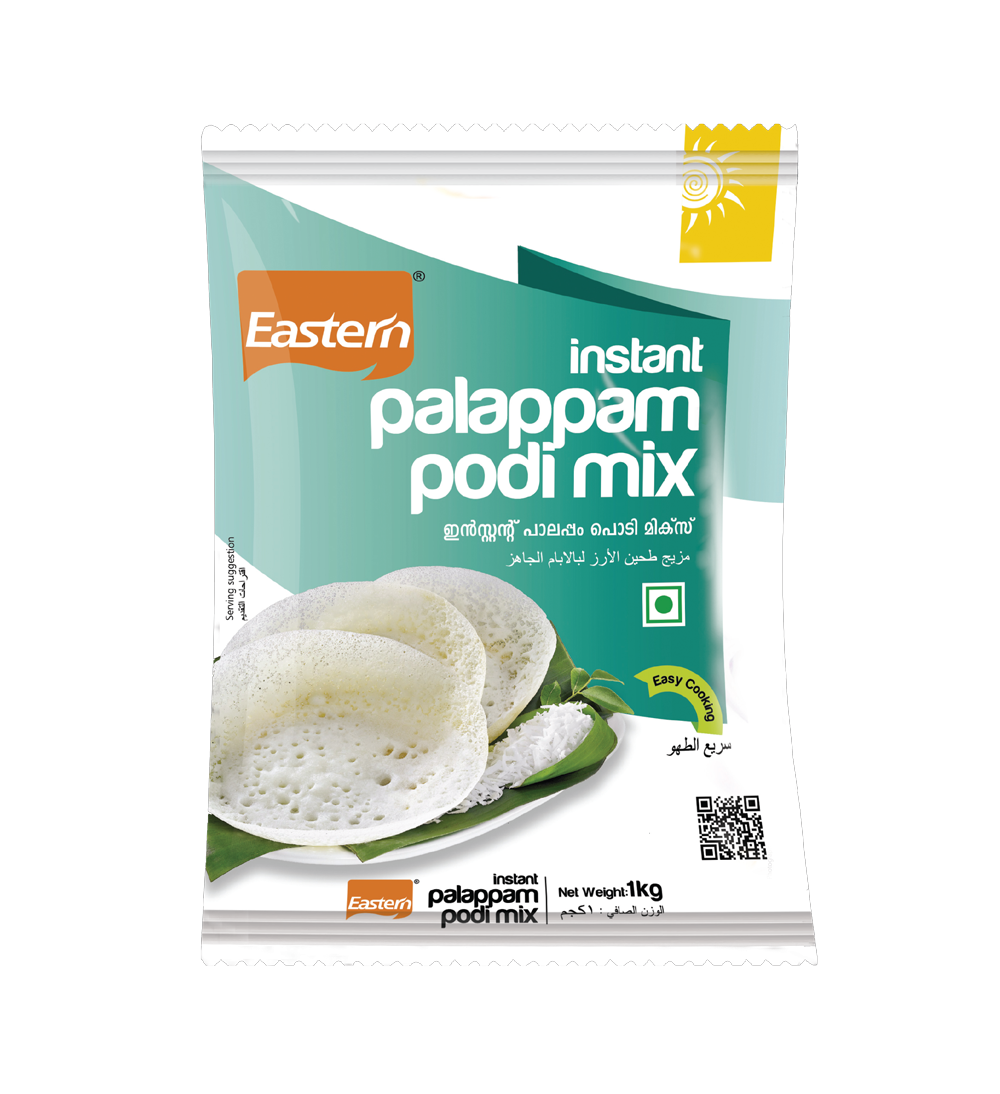 Eastern®
instant
palappam
podi mix
ഇൻസ്റ്റന്റ് പാലപ്പം പൊടി മിക്സ്
مزيج طحين الأرز لبالابام الجاهز
Serving suggestion
اقتراحات التقديم
Easy Cooking
سريع الطهو
Eastern®
instant
palappam
podi mix
Net Weight:1kg
الوزن الصافي : ١كجم